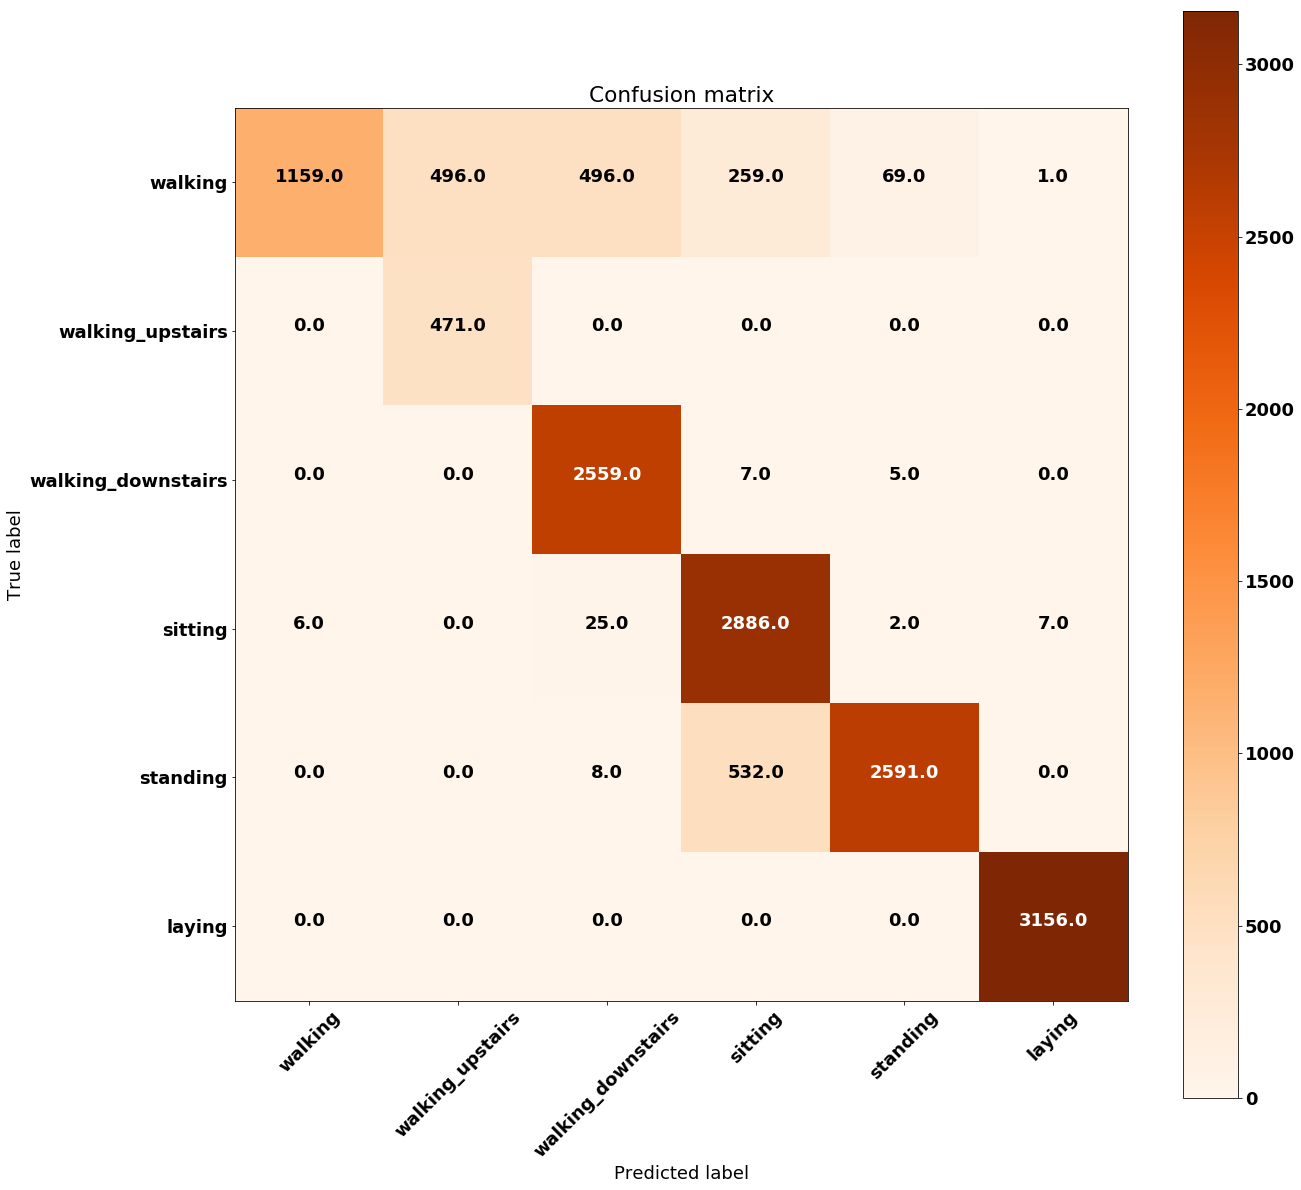 Confusion matrix
walking 1159.0 496.0 496.0 259.0 69.0 1.0
walking_upstairs 0.0 471.0 0.0 0.0 0.0 0.0
walking_downstairs 0.0 0.0 2559.0 7.0 5.0 0.0
sitting 6.0 0.0 25.0 2886.0 2.0 7.0
standing 0.0 0.0 8.0 532.0 2591.0 0.0
laying 0.0 0.0 0.0 0.0 0.0 3156.0
True label
walking walking_upstairs walking_downstairs sitting standing laying
Predicted label
3000
2500
2000
1500
1000
500
0